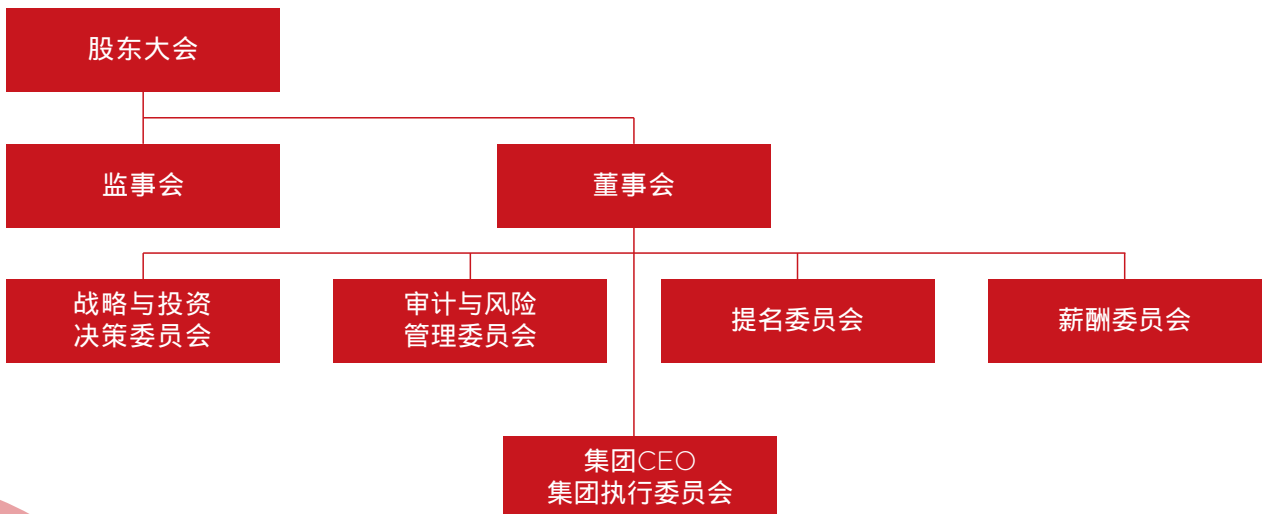 股东大会
监事会
董事会
战略与投资
决策委员会
审计与风险
管理委员会
提名委员会
薪酬委员会
集团CEO
集团执行委员会